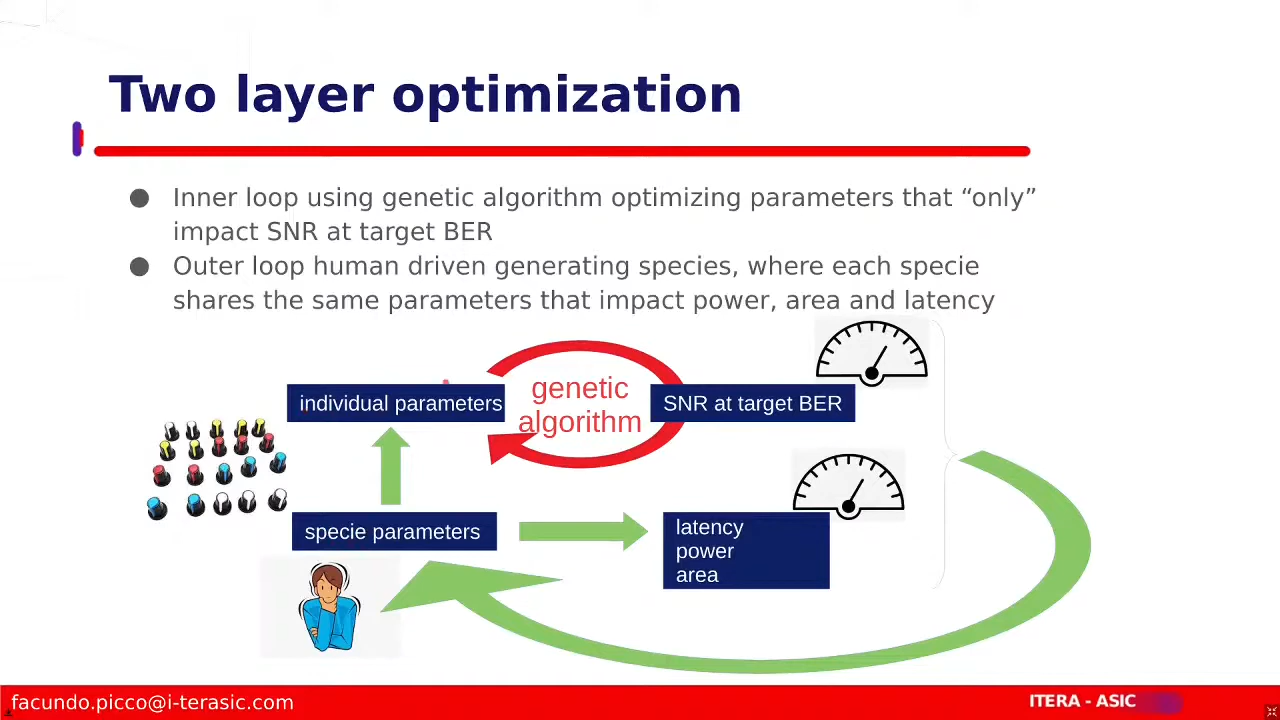 Two layer optimization
● Inner loop using genetic algorithm optimizing parameters that “only”
impact SNR at target BER
● Outer loop human driven generating species, where each specie
shares the same parameters that impact power, area and latency
individual parameters
genetic
algorithm
SNR at target BER
specie parameters
latency
power
area
facundo.picco@i-terasic.com
ITERA - ASIC